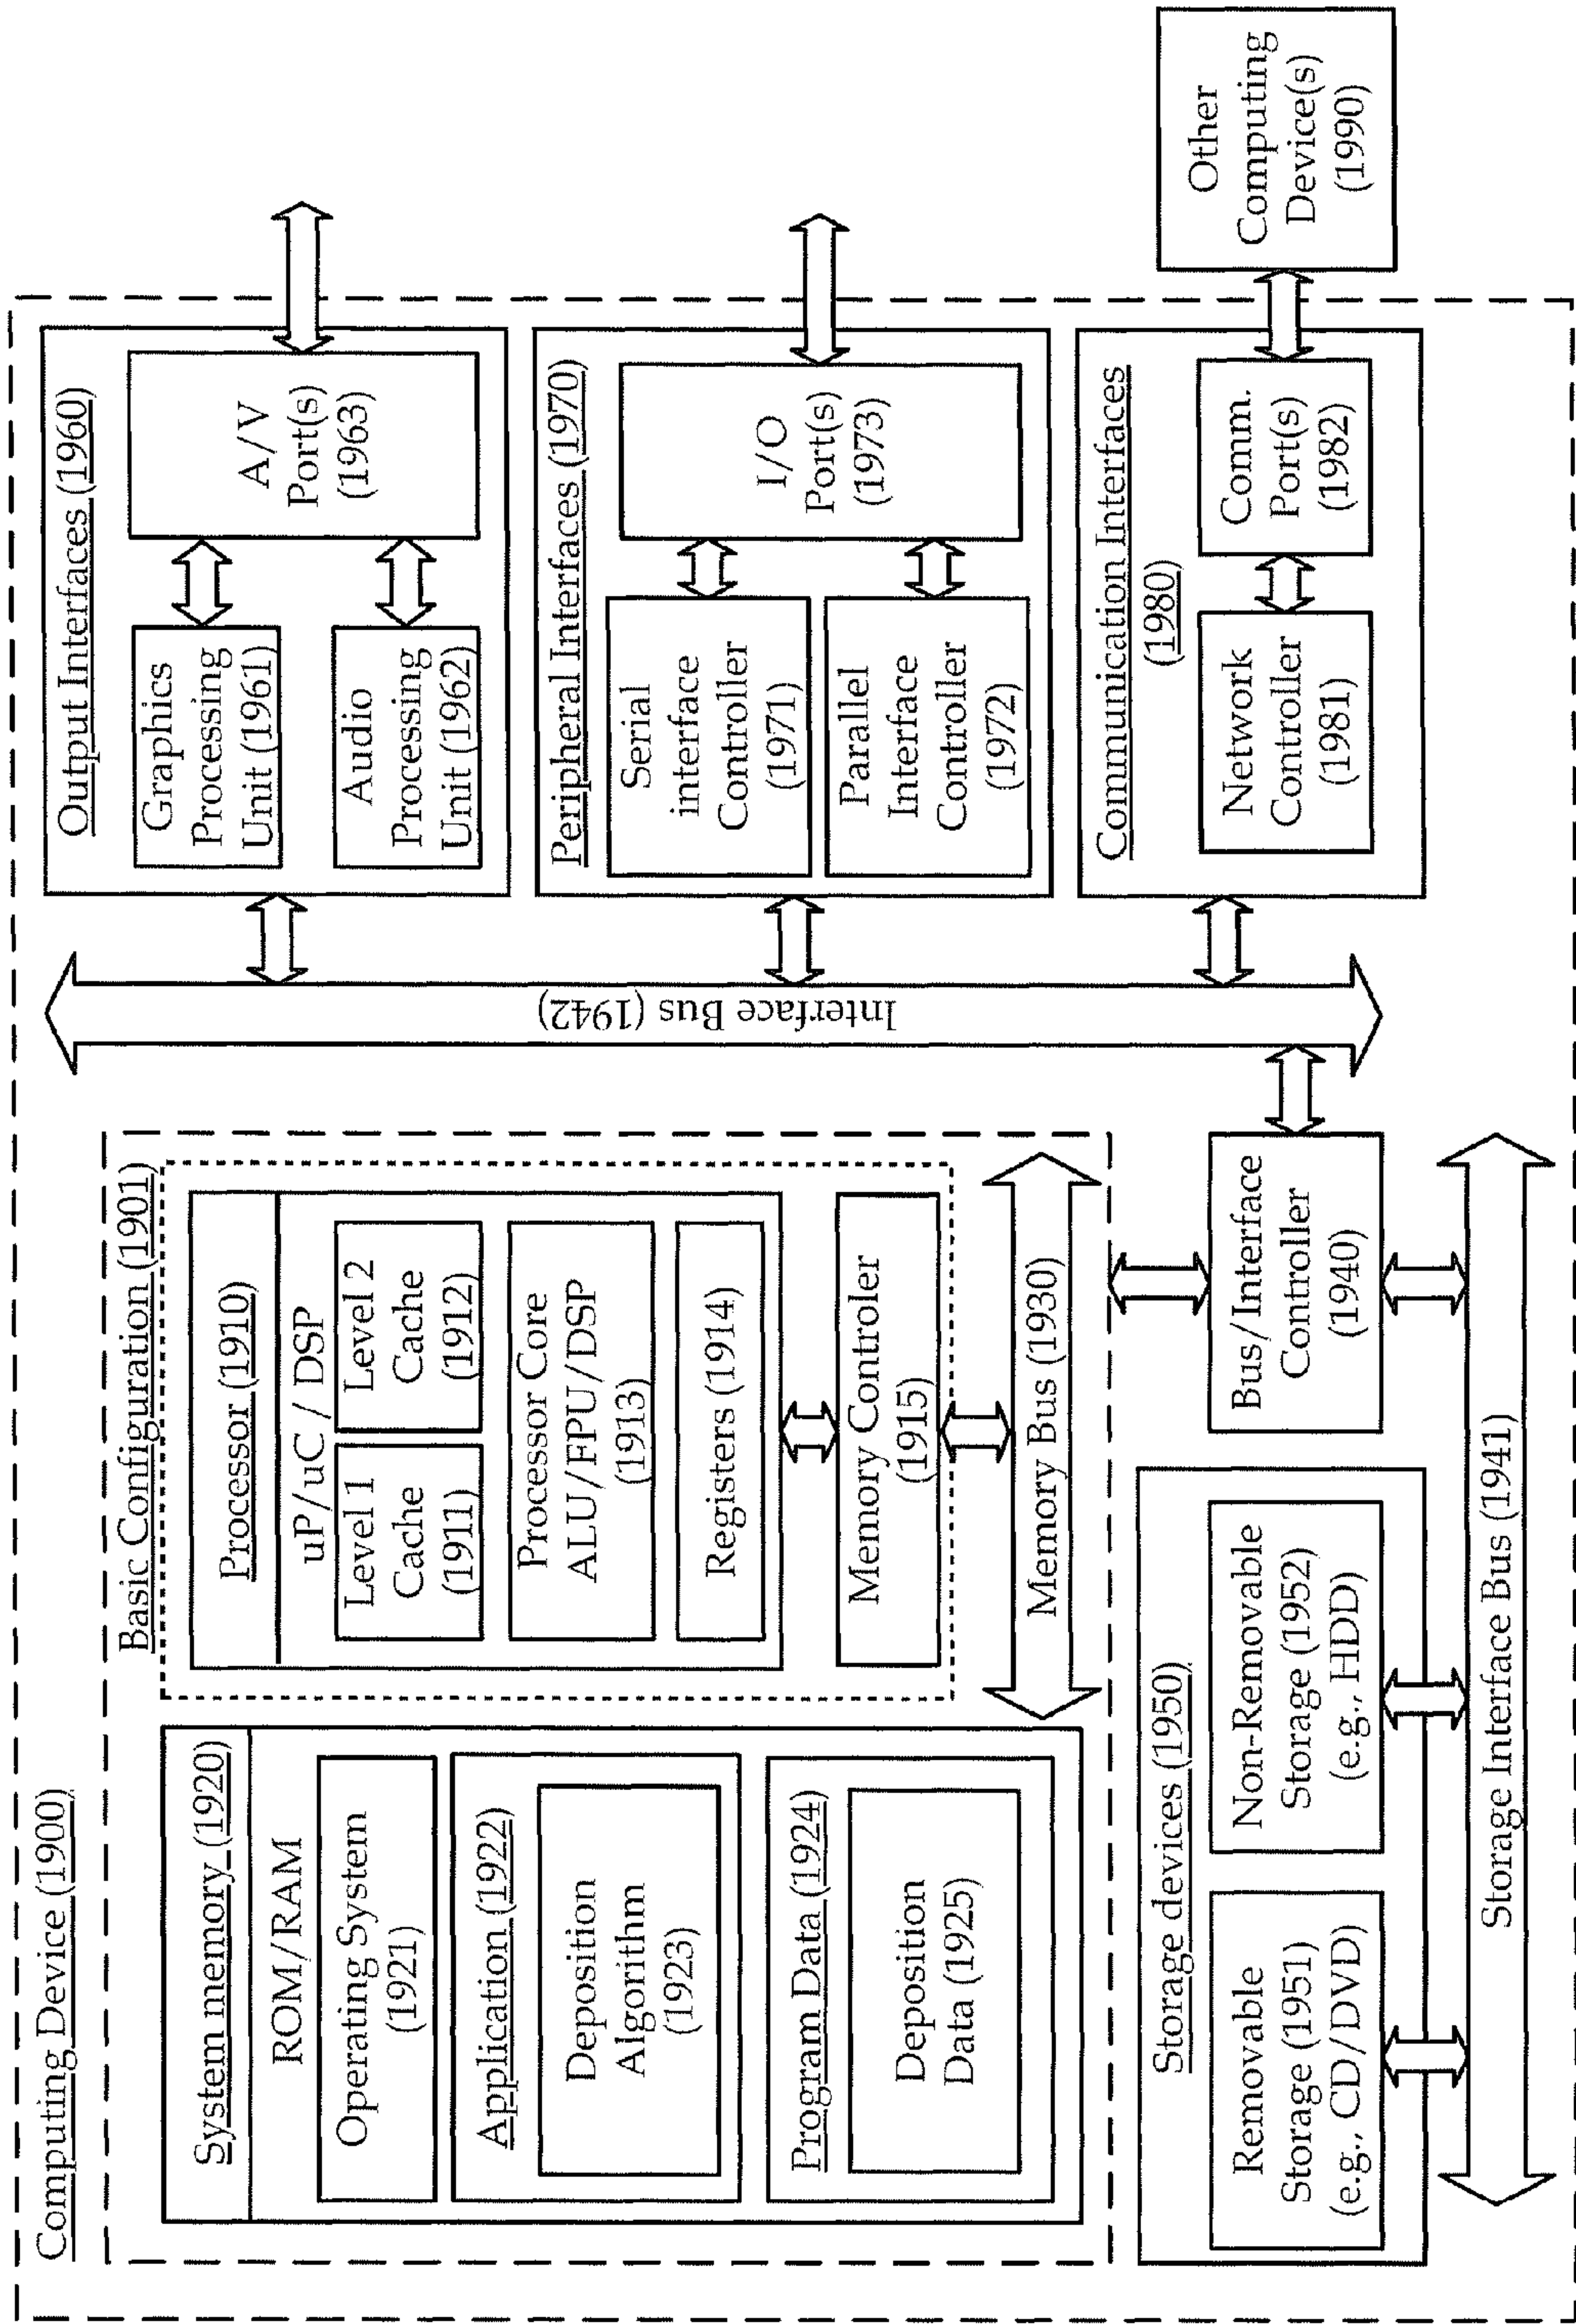 Computing Device (1900)
Basic Configuration (1901)
System memory (1920)
ROM/RAM
Operating System
(1921)
Application (1922)
Deposition
Algorithm
(1923)
Program Data (1924)
Deposition
Data (1925)
Processor (1910)
uP/uC / DSP
Level 1
Cache
(1911)
Level 2
Cache
(1912)
Processor Core
ALU/FPU/DSP
(1913)
Registers (1914)
Memory Controler
(1915)
Memory Bus (1930)
Storage devices (1950)
Removable
Storage (1951)
(e.g., CD/DVD)
Non-Removable
Storage (1952)
(e.g., HDD)
Bus/Interface
Controller
(1940)
Storage Interface Bus (1941)
Interface Bus (1942)
Output Interfaces (1960)
Graphics
Processing
Unit (1961)
Audio
Processing
Unit (1962)
A/V
Port(s)
(1963)
Peripheral Interfaces (1970)
Serial
interface
Controller
(1971)
Parallel
Interface
Controller
(1972)
I/O
Port(s)
(1973)
Communication Interfaces
(1980)
Network
Controller
(1981)
Comm.
Port(s)
(1982)
Other
Computing
Device(s)
(1990)